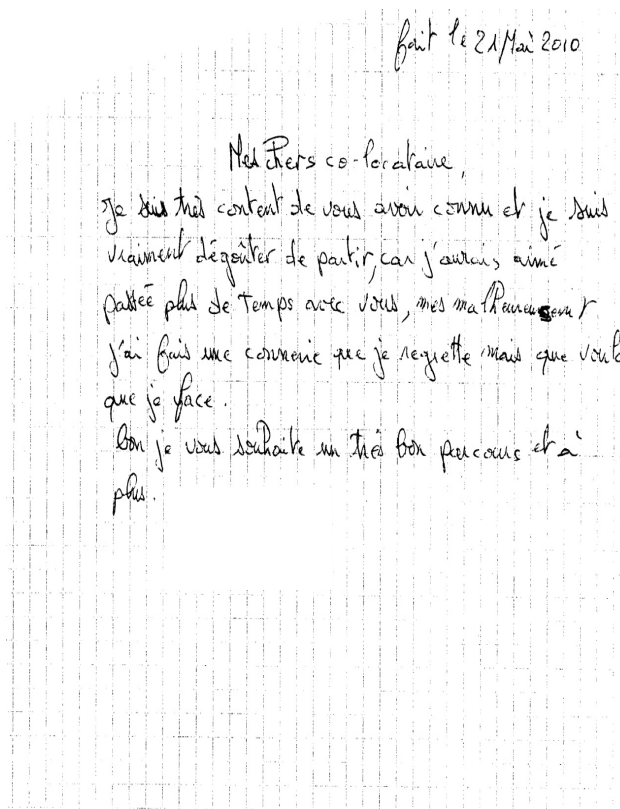 fait le 21 Mai 2010
Mes chers co-locataire,
Je suis très content de vous avoir connu et je suis
vraiment dégoûter de partir, car j'aurais aimé
passée plus de temps avec vous, mes malheureusement
j'ai fais une connerie que je regrette mais que voul
que je face.
bon je vous souhaite un très bon parcours et à
plus.